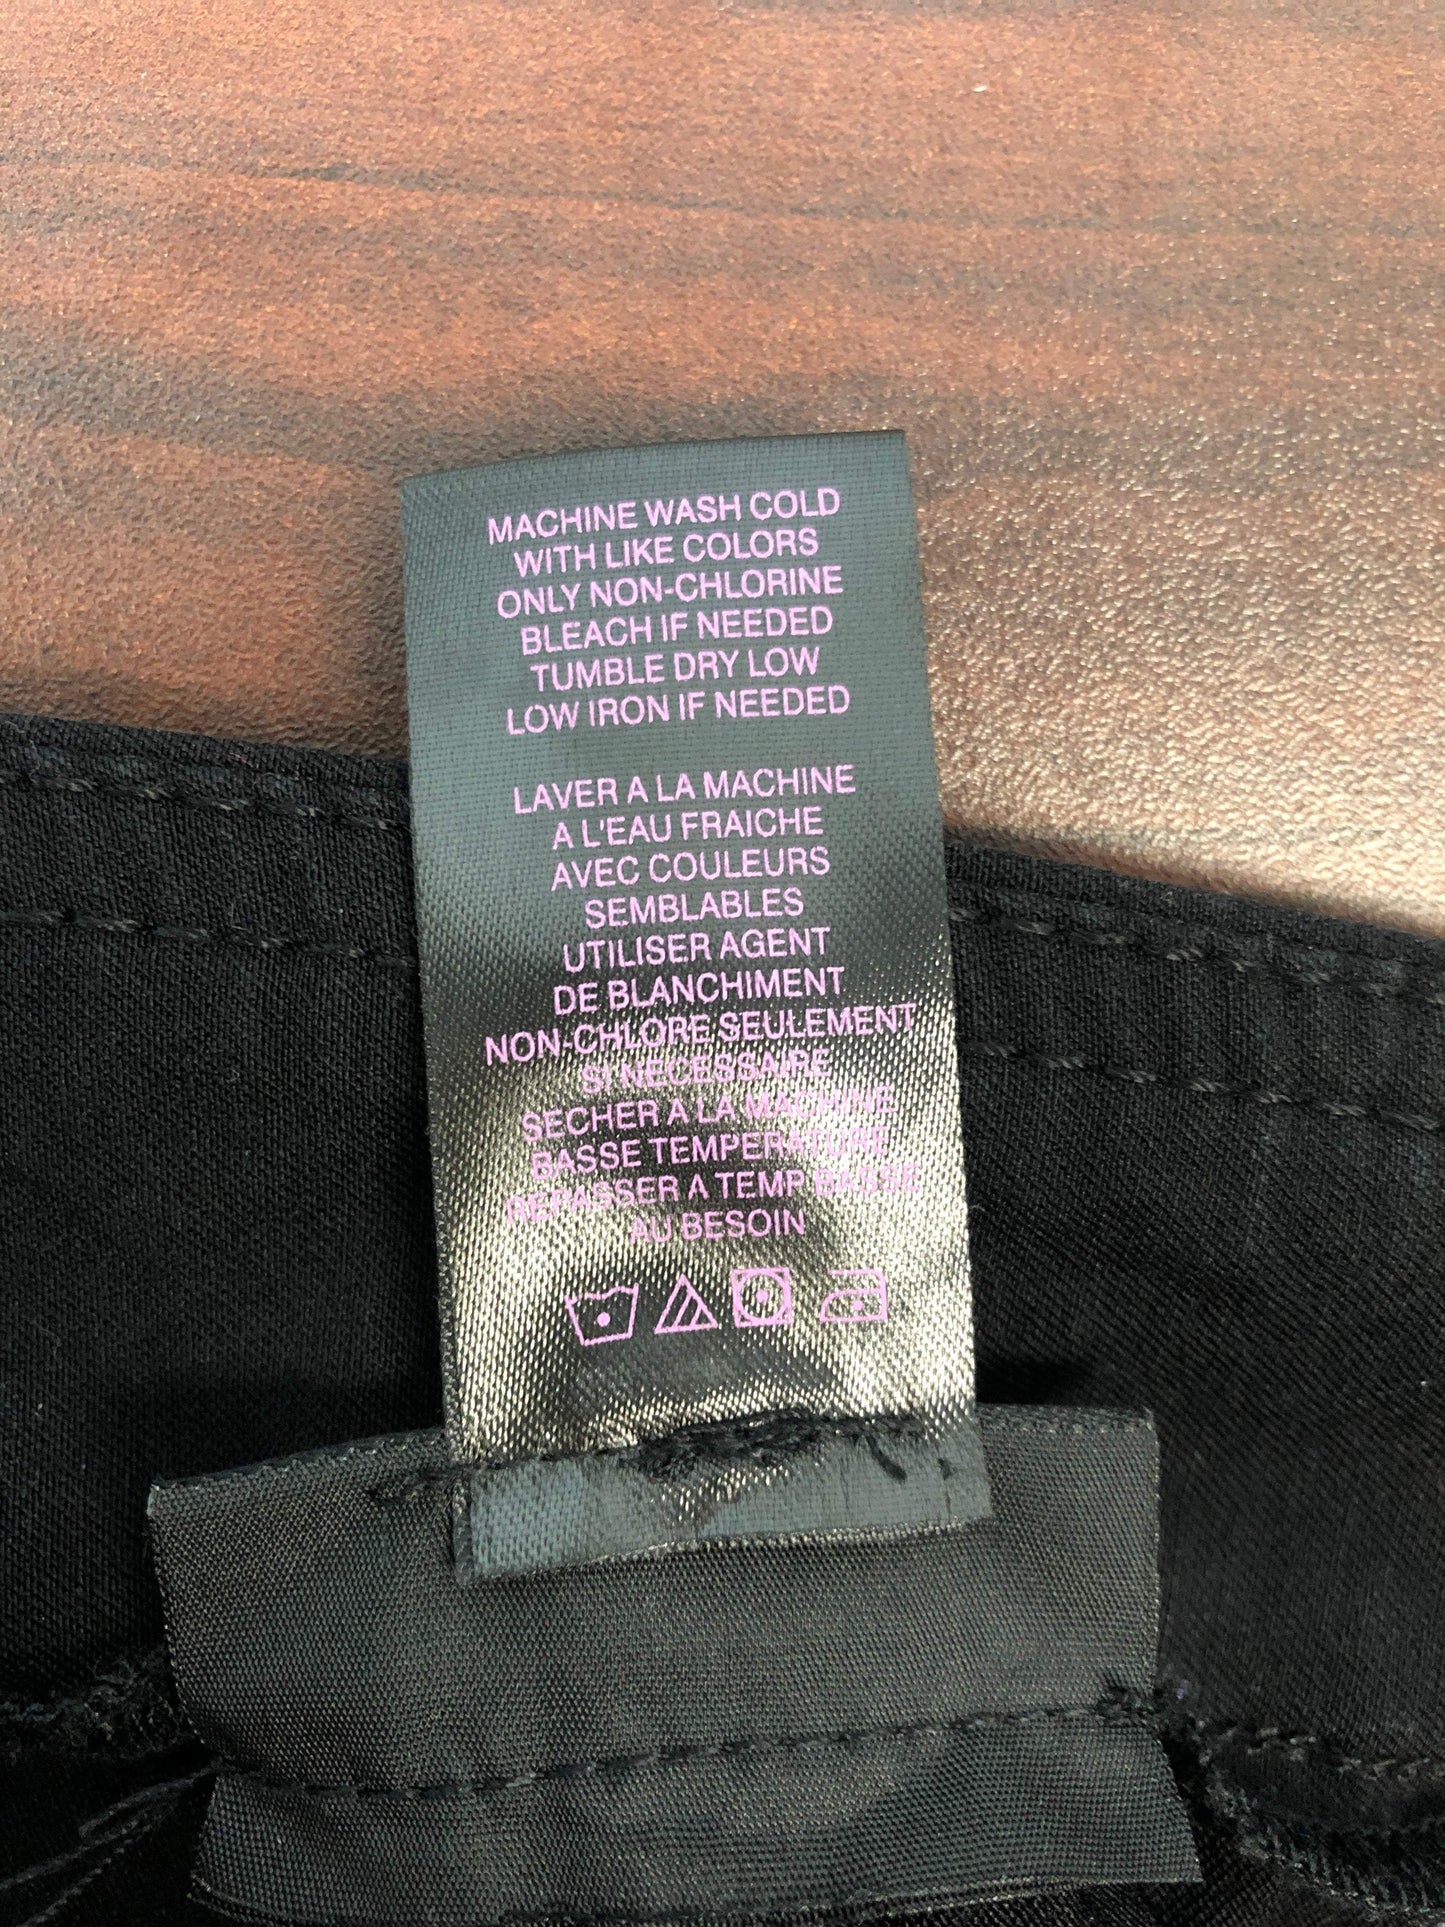 MACHINE WASH COLD
WITH LIKE COLORS
ONLY NON-CHLORINE
BLEACH IF NEEDED
TUMBLE DRY LOW
LOW IRON IF NEEDED
LAVER A LA MACHINE
A L'EAU FRAICHE
AVEC COULEURS
SEMBLABLES
UTILISER AGENT
DE BLANCHIMENT
NON-CHLORE SEULEMENT
SI NECESSAIRE
SECHER A LA MACHINE
BASSE TEMPERATURE
REPASSER A TEMP BASSE
AU BESOIN